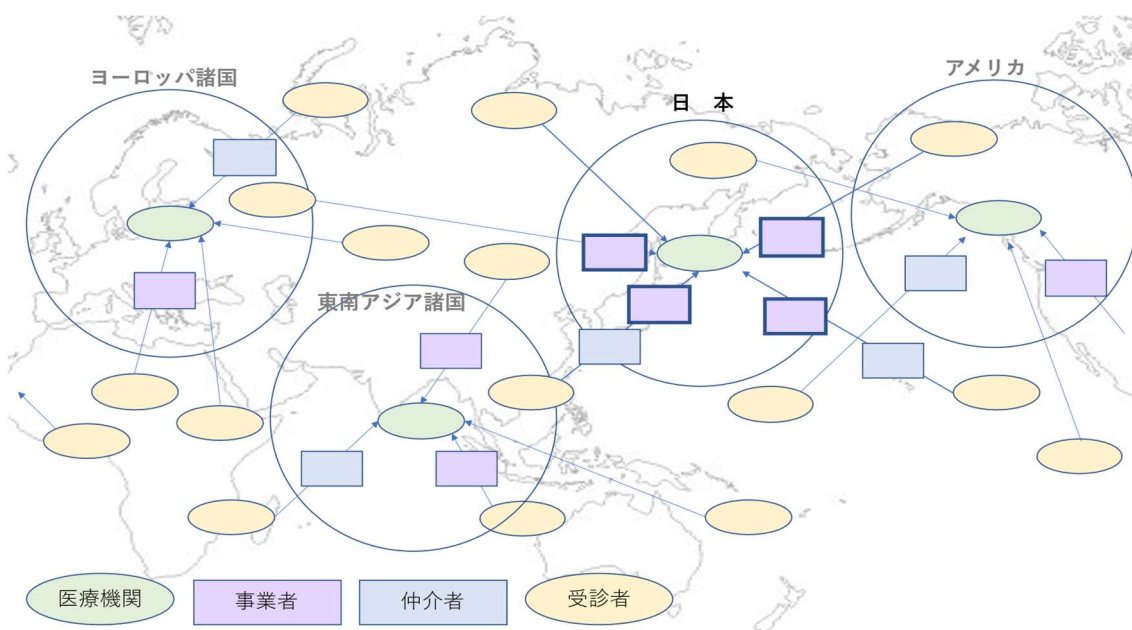 ヨーロッパ諸国
アメリカ
日　本
東南アジア諸国
医療機関
事業者
仲介者
受診者